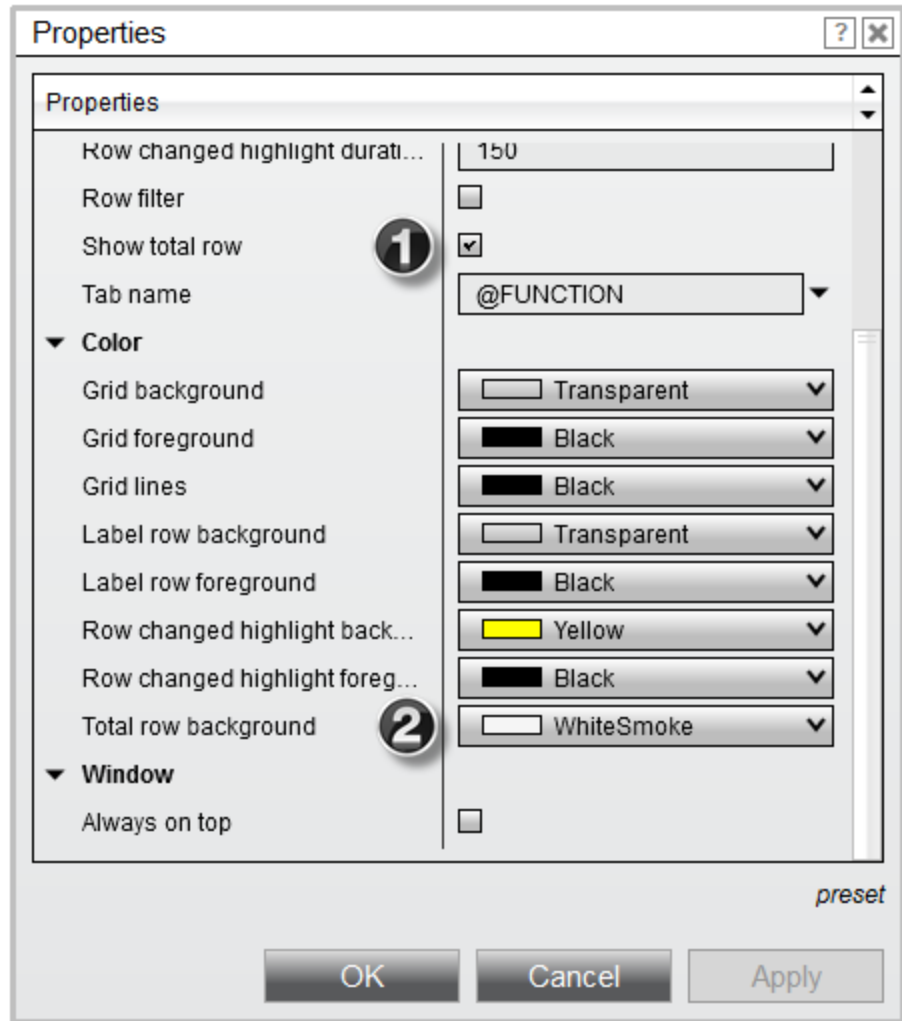 Properties ?
Properties
Row changed highlight durati... 150
Row filter
Show total row 1
Tab name @FUNCTION
Color
Grid background Transparent
Grid foreground Black
Grid lines Black
Label row background Transparent
Label row foreground Black
Row changed highlight back... Yellow
Row changed highlight foreg... Black
Total row background 2 WhiteSmoke
Window
Always on top
preset
OK Cancel Apply